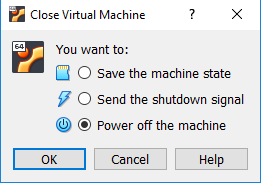 Close Virtual Machine
64
You want to:
Save the machine state
Send the shutdown signal
Power off the machine
OK Cancel Help